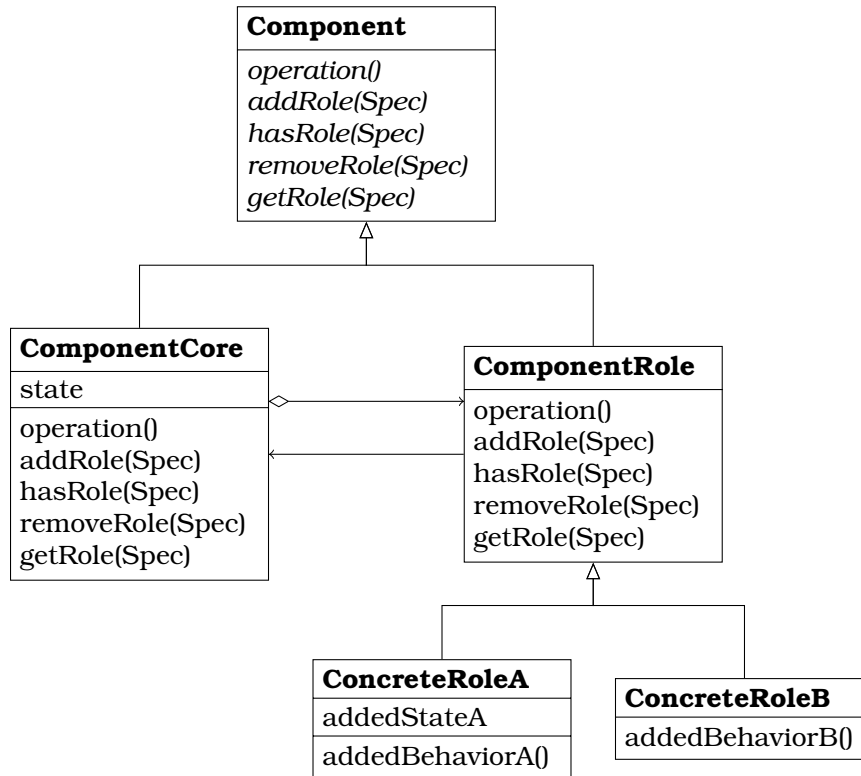 Component
operation()
addRole(Spec)
hasRole(Spec)
removeRole(Spec)
getRole(Spec)
ComponentCore
state
operation()
addRole(Spec)
hasRole(Spec)
removeRole(Spec)
getRole(Spec)
ComponentRole
operation()
addRole(Spec)
hasRole(Spec)
removeRole(Spec)
getRole(Spec)
ConcreteRoleA
addedStateA
addedBehaviorA()
ConcreteRoleB
addedBehaviorB()